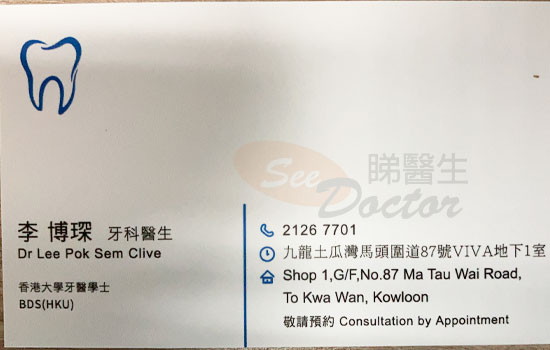 See 睇醫生
Doctor
李 博琛 牙科醫生
Dr Lee Pok Sem Clive
香港大學牙醫學士
BDS(HKU)
2126 7701
九龍土瓜灣馬頭圍道87號VIVA地下1室
Shop 1,G/F,No.87 Ma Tau Wai Road,
To Kwa Wan, Kowloon
敬請預約 Consultation by Appointment